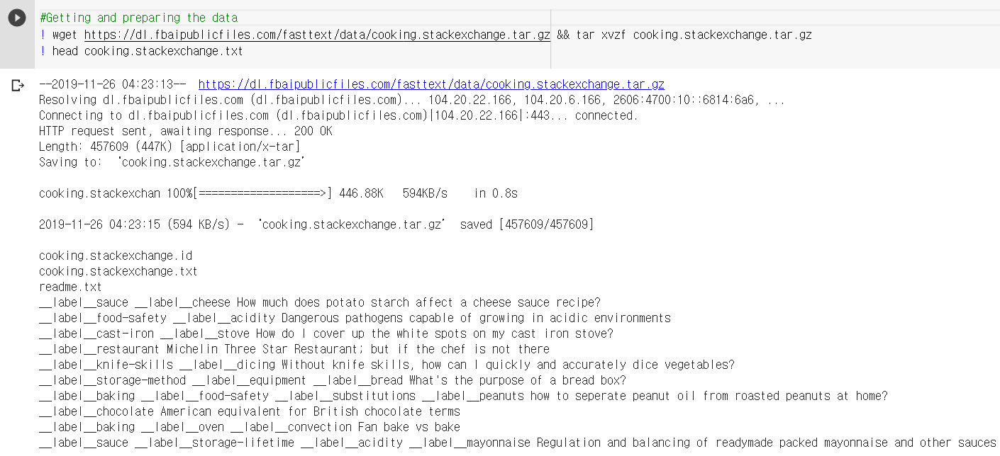 #Getting and preparing the data
! wget https://dl.fbaipublicfiles.com/fasttext/data/cooking.stackexchange.tar.gz && tar xvzf cooking.stackexchange.tar.gz
! head cooking.stackexchange.txt
--2019-11-26 04:23:13--  https://dl.fbaipublicfiles.com/fasttext/data/cooking.stackexchange.tar.gz
Resolving dl.fbaipublicfiles.com (dl.fbaipublicfiles.com)... 104.20.22.166, 104.20.6.166, 2606:4700:10::6814:6a6, ...
Connecting to dl.fbaipublicfiles.com (dl.fbaipublicfiles.com)|104.20.22.166|:443... connected.
HTTP request sent, awaiting response... 200 OK
Length: 457609 (447K) [application/x-tar]
Saving to: ‘cooking.stackexchange.tar.gz’
cooking.stackexchan 100%[===================>] 446.88K   594KB/s    in 0.8s
2019-11-26 04:23:15 (594 KB/s) - ‘cooking.stackexchange.tar.gz’ saved [457609/457609]
cooking.stackexchange.id
cooking.stackexchange.txt
readme.txt
__label__sauce __label__cheese How much does potato starch affect a cheese sauce recipe?
__label__food-safety __label__acidity Dangerous pathogens capable of growing in acidic environments
__label__cast-iron __label__stove How do I cover up the white spots on my cast iron stove?
__label__restaurant Michelin Three Star Restaurant; but if the chef is not there
__label__knife-skills __label__dicing Without knife skills, how can I quickly and accurately dice vegetables?
__label__storage-method __label__equipment __label__bread What's the purpose of a bread box?
__label__baking __label__food-safety __label__substitutions __label__peanuts how to seperate peanut oil from roasted peanuts at home?
__label__chocolate American equivalent for British chocolate terms
__label__baking __label__oven __label__convection Fan bake vs bake
__label__sauce __label__storage-lifetime __label__acidity __label__mayonnaise Regulation and balancing of readymade packed mayonnaise and other sauces